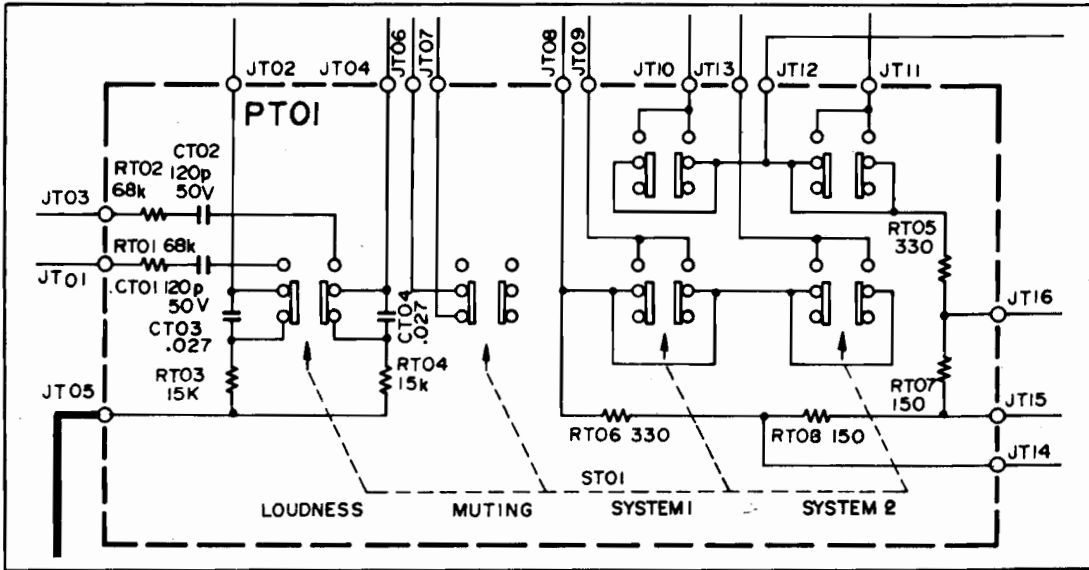 JT02
JT04
JT06
JT07
JT08
JT09
JT10
JT13
JT12
JT11
PT01
RT02
68k
CT02
120p
50V
JT03
RT01 68k
JT01
CT01 120p
50V
CT03
.027
CT04
.027
RT03
15K
RT04
15k
JT05
RT05
330
JT16
RT07
150
RT06 330
RT08 150
JT15
JT14
ST01
LOUDNESS
MUTING
SYSTEM 1
SYSTEM 2